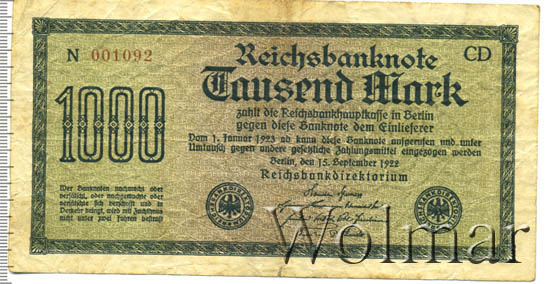 Reichsbanknote
N 001092
CD
Tausend Mark
1000
zahlt die Reichsbankhauptkasse in Berlin
gegen diese Banknote dem Einlieferer
Vom 1. Januar 1923 ab kann diese Banknote aufgerufen und unter
Umtausch gegen andere gesetzliche Zahlungsmittel eingezogen werden
Berlin, den 15. September 1922
Reichsbankdirektorium
Wer Banknoten nachmacht oder
verfälscht, oder nachgemachte oder
verfälschte sich verschafft und in
Verkehr bringt, wird mit Zuchthaus
nicht unter zwei Jahren bestraft
Wolmar